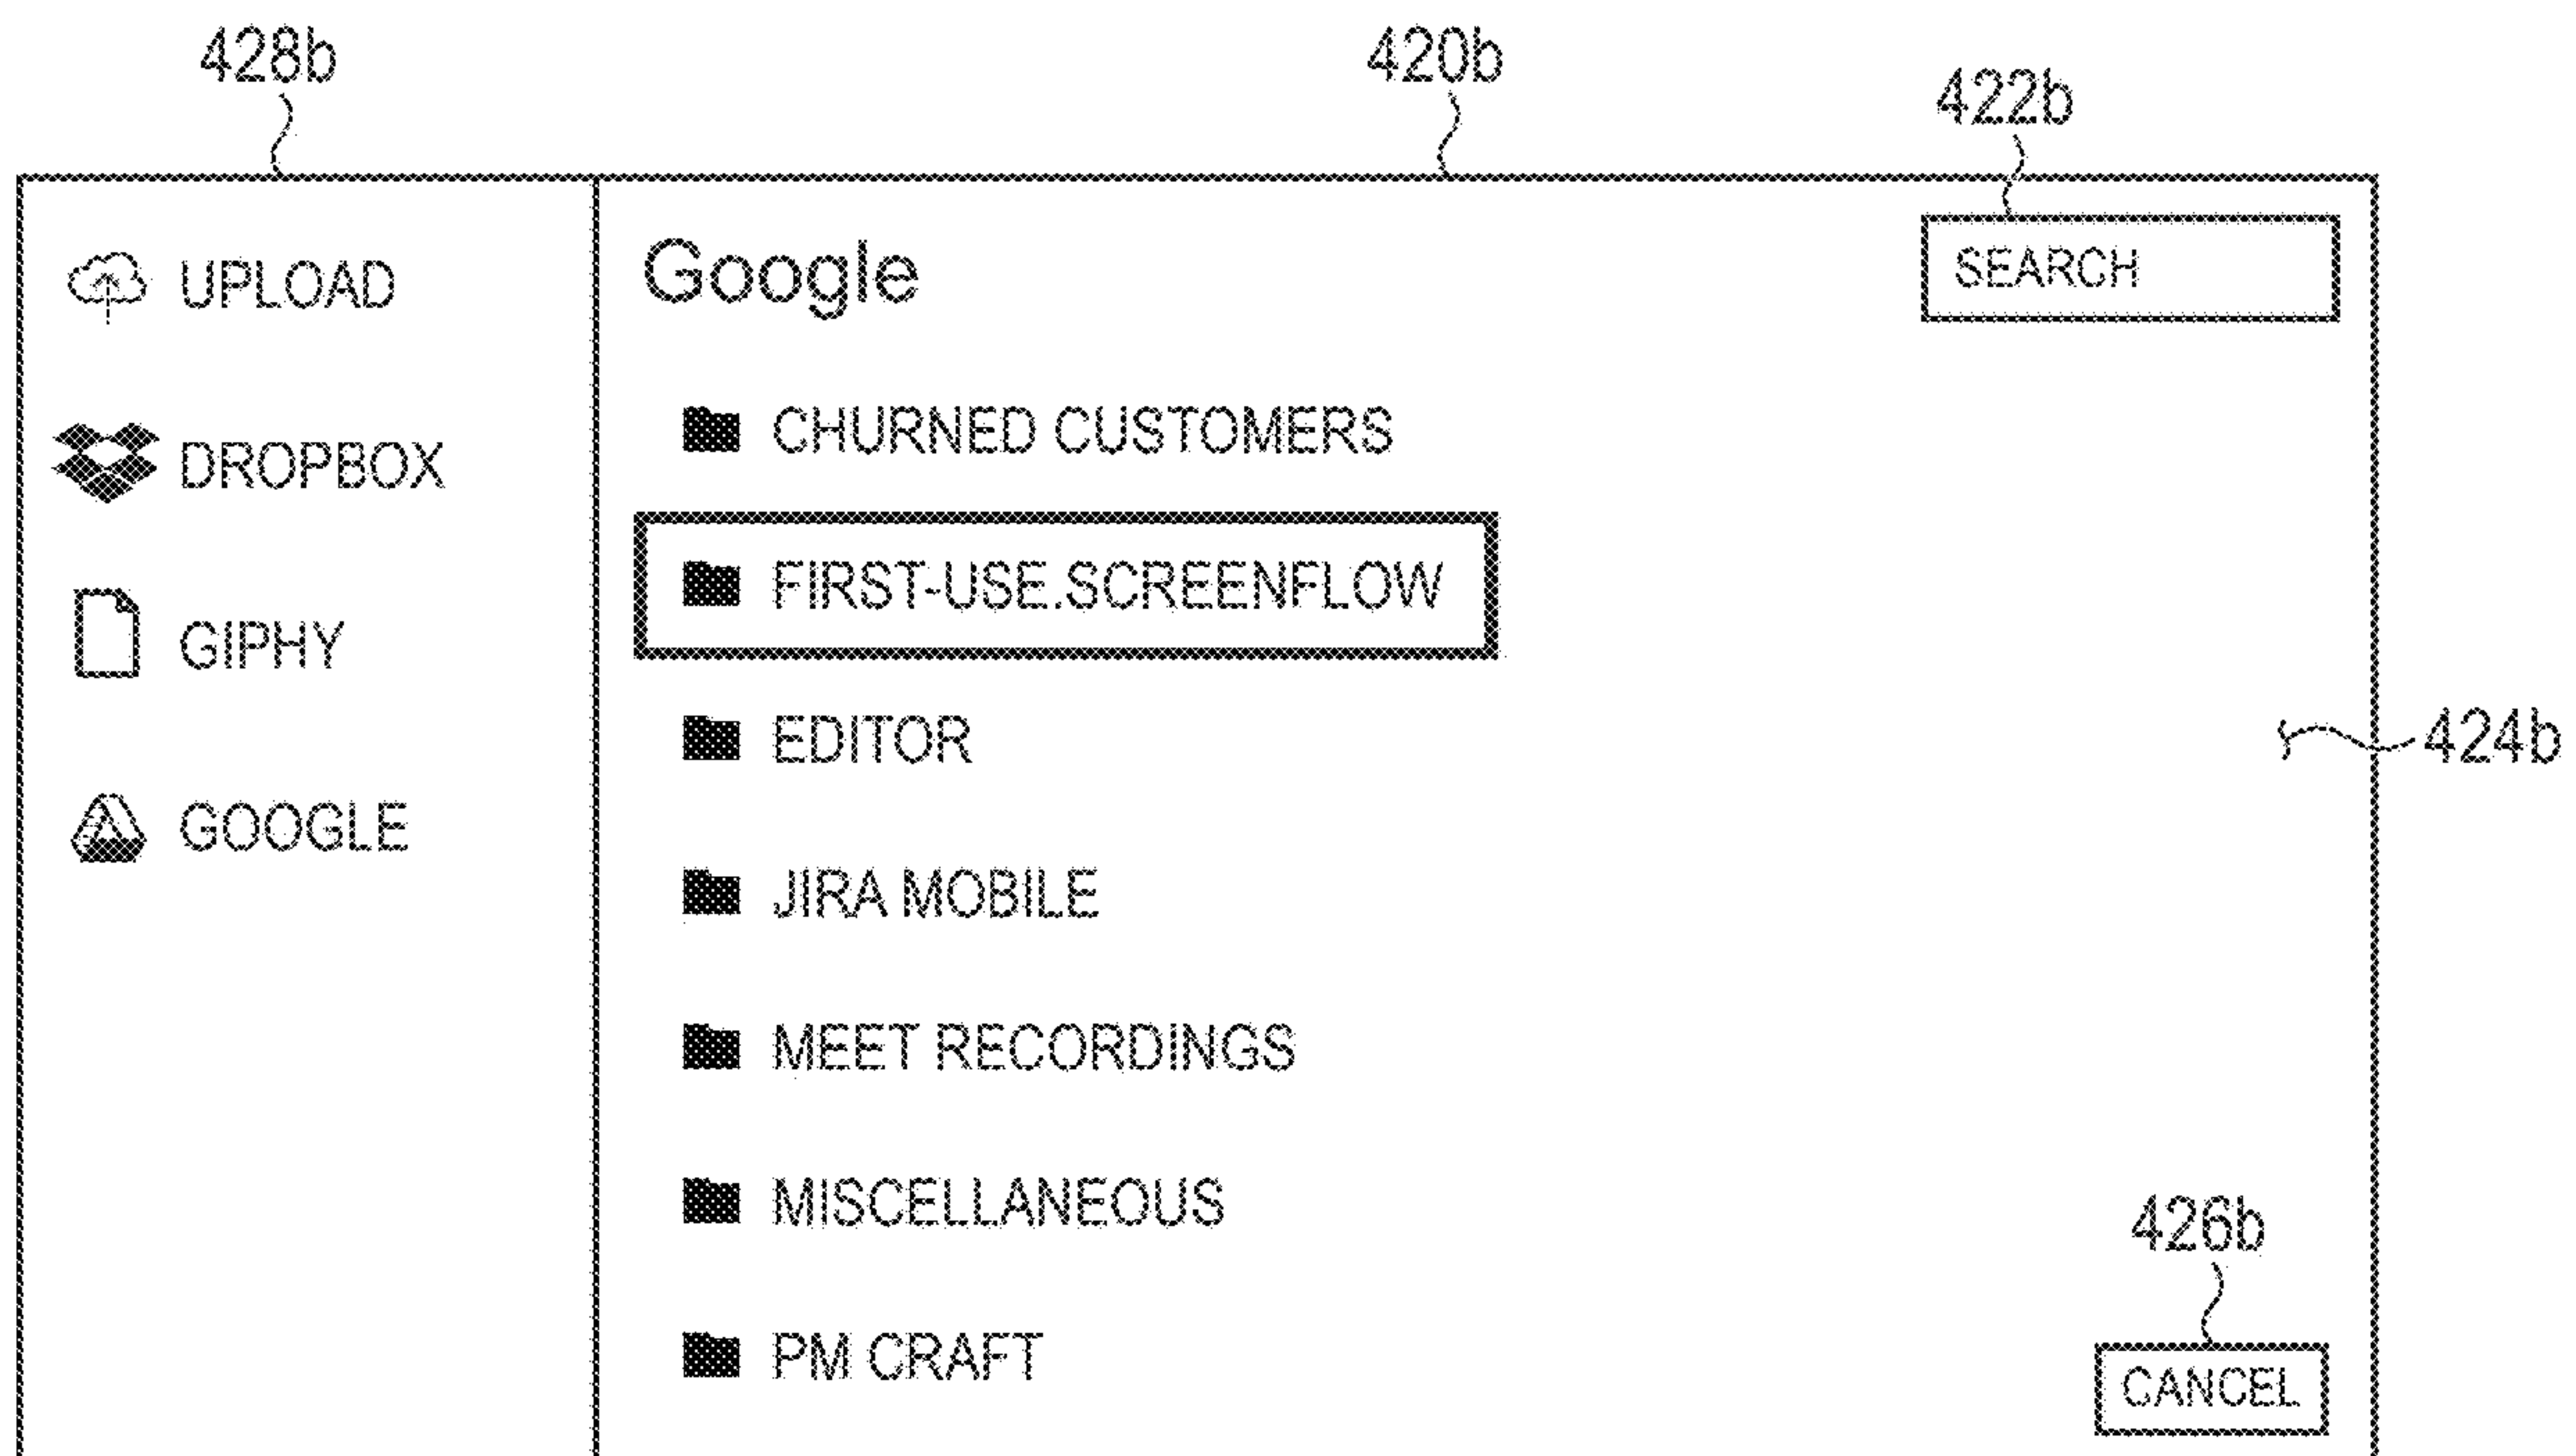 428b
420b
422b
UPLOAD
DROPBOX
GIPHY
GOOGLE
Google
SEARCH
CHURNED CUSTOMERS
FIRST-USE.SCREENFLOW
EDITOR
424b
JIRA MOBILE
MEET RECORDINGS
MISCELLANEOUS
426b
PM CRAFT
CANCEL